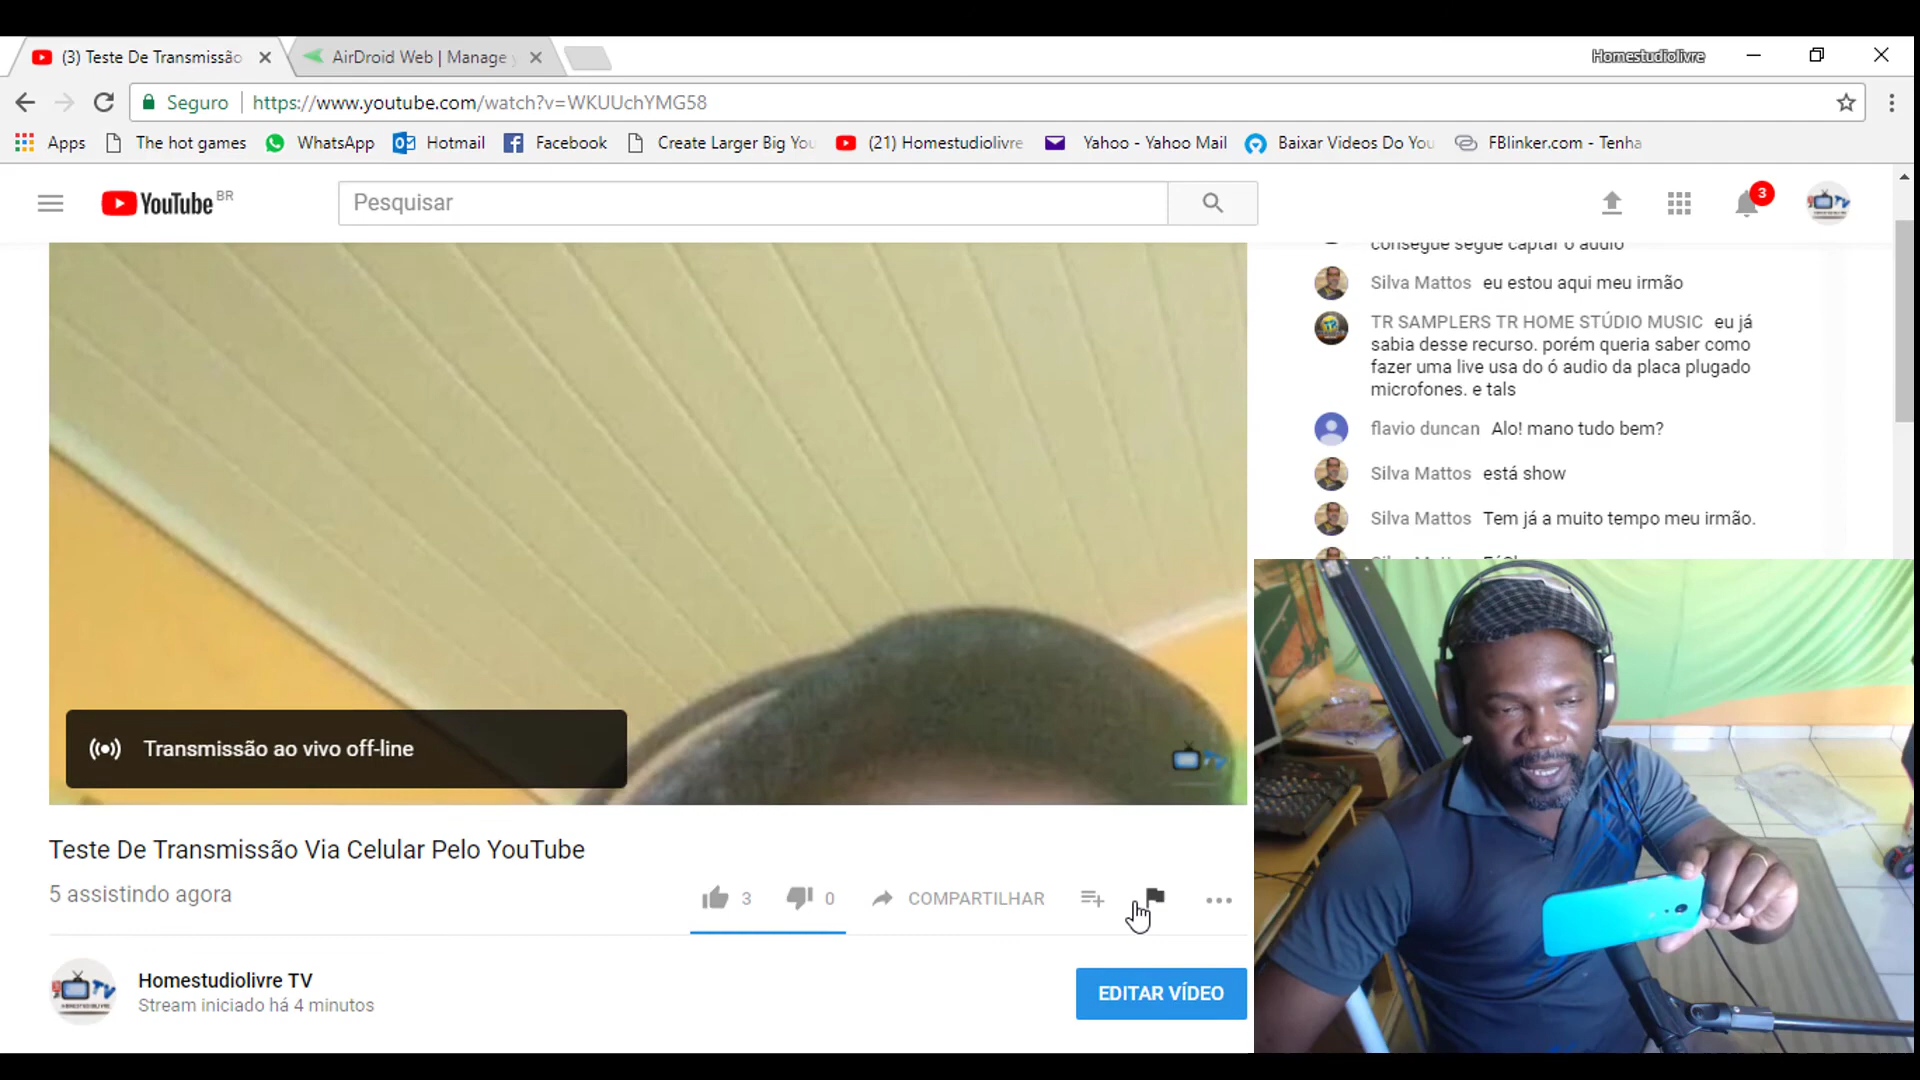 (3) Teste De Transmissão
AirDroid Web | Manage
Homestudiolivre
Seguro
https://www.youtube.com/watch?v=WKUUchYMG58
Apps
The hot games
WhatsApp
Hotmail
Facebook
Create Larger Big You
(21) Homestudiolivre
Yahoo - Yahoo Mail
Baixar Videos Do You
FBlinker.com - Tenha
YouTube BR
Pesquisar
3
consegue segue captar o audio
Silva Mattos eu estou aqui meu irmão
TR SAMPLERS TR HOME STÚDIO MUSIC eu já
sabia desse recurso. porém queria saber como
fazer uma live usa do ó audio da placa plugado
microfones. e tals
flavio duncan Alo! mano tudo bem?
Silva Mattos está show
Silva Mattos Tem já a muito tempo meu irmão.
Transmissão ao vivo off-line
Teste De Transmissão Via Celular Pelo YouTube
5 assistindo agora
3
0
COMPARTILHAR
Homestudiolivre TV
Stream iniciado há 4 minutos
EDITAR VÍDEO